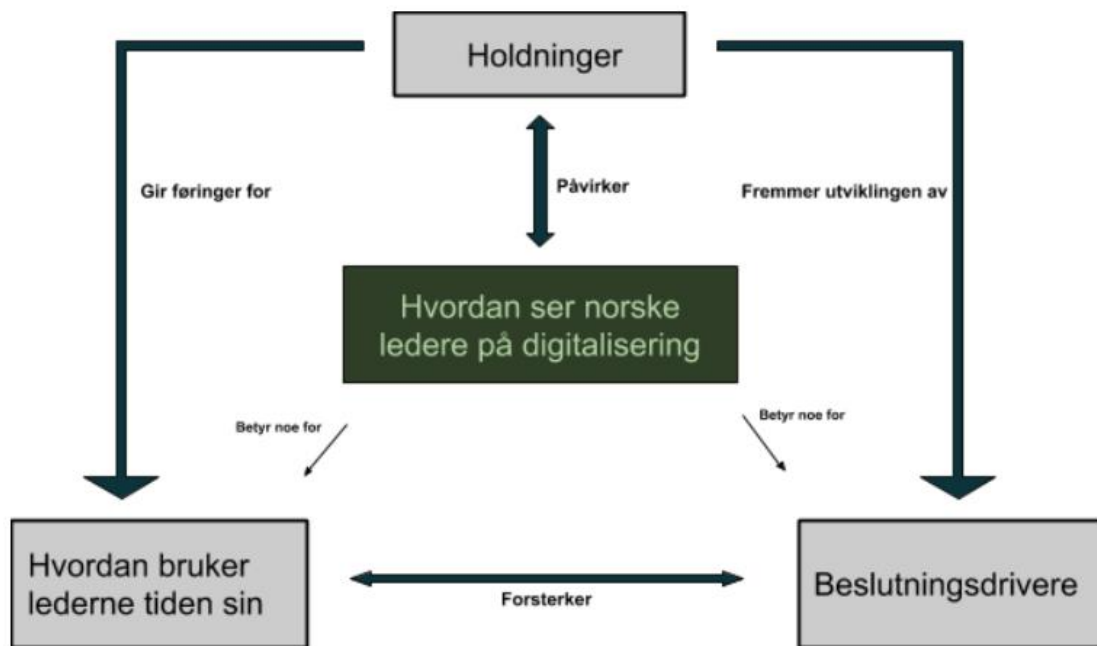 Holdninger
Gir føringer for
Påvirker
Fremmer utviklingen av
Hvordan ser norske
ledere på digitalisering
Betyr noe for
Betyr noe for
Hvordan bruker
lederne tiden sin
Forsterker
Beslutningsdrivere